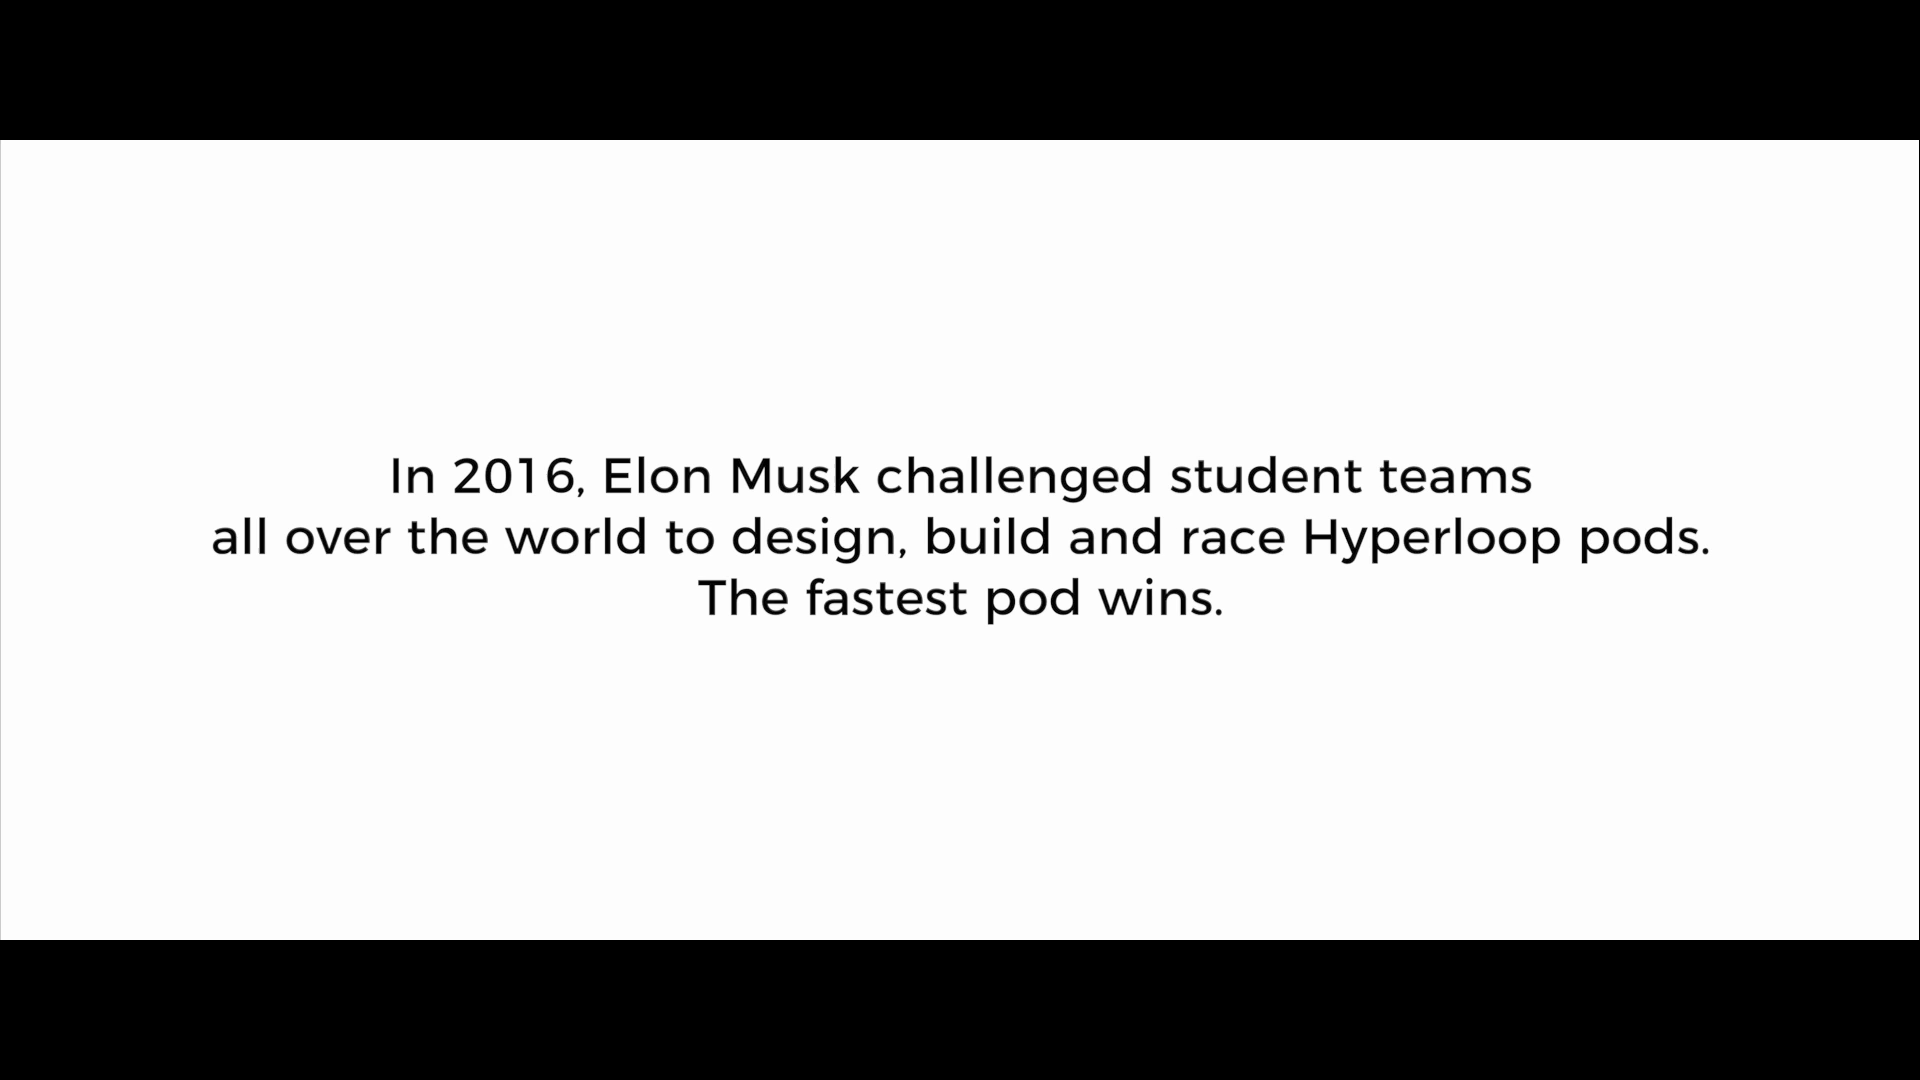 In 2016, Elon Musk challenged student teams
all over the world to design, build and race Hyperloop pods.
The fastest pod wins.